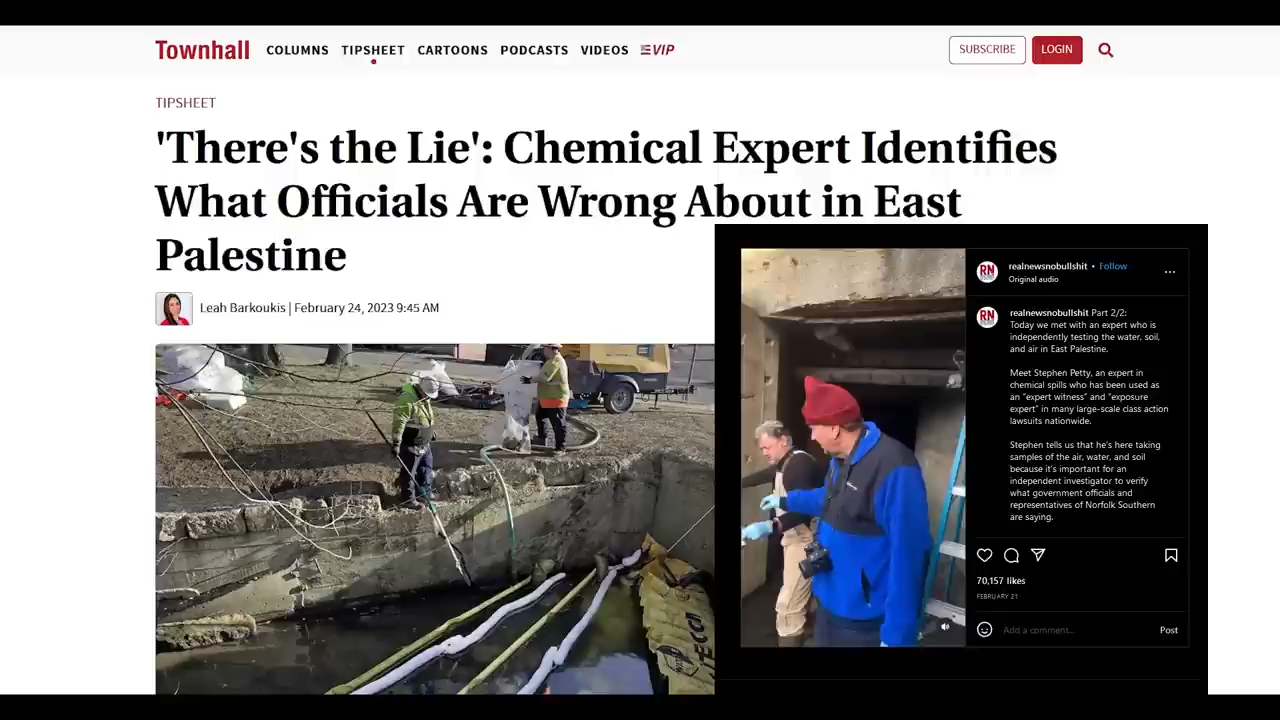 Townhall COLUMNS TIPSHEET CARTOONS PODCASTS VIDEOS VIP SUBSCRIBE LOGIN
TIPSHEET
'There's the Lie': Chemical Expert Identifies
What Officials Are Wrong About in East
Palestine
Leah Barkoukis | February 24, 2023 9:45 AM
RN realnewsnobullshit • Follow
Original audio
RN realnewsnobullshit Part 2/2:
Today we met with an expert who is
independently testing the water, soil,
and air in East Palestine.
Meet Stephen Petty, an expert in
chemical spills who has been used as
an "expert witness" and "exposure
expert" in many large-scale class action
lawsuits nationwide.
Stephen tells us that he's here taking
samples of the air, water, and soil
because it's important for an
independent investigator to verify
what government officials and
representatives of Norfolk Southern
are saying.
70,157 likes
FEBRUARY 21
Add a comment...
Post